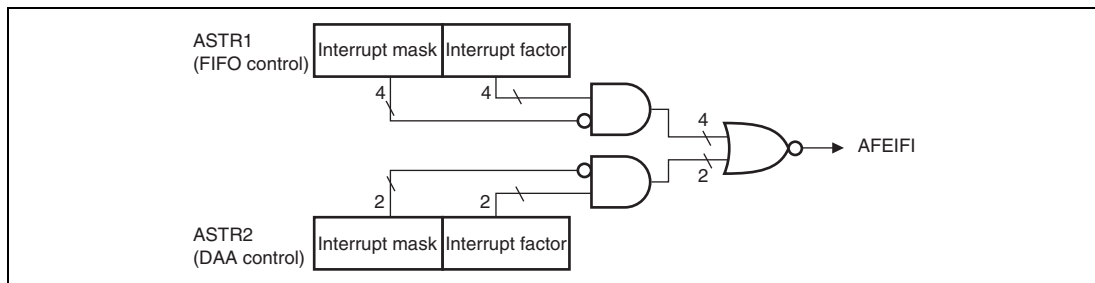 ASTR1
(FIFO control)
Interrupt mask
Interrupt factor
4
4
4
AFEIFI
2
2
2
ASTR2
(DAA control)
Interrupt mask
Interrupt factor